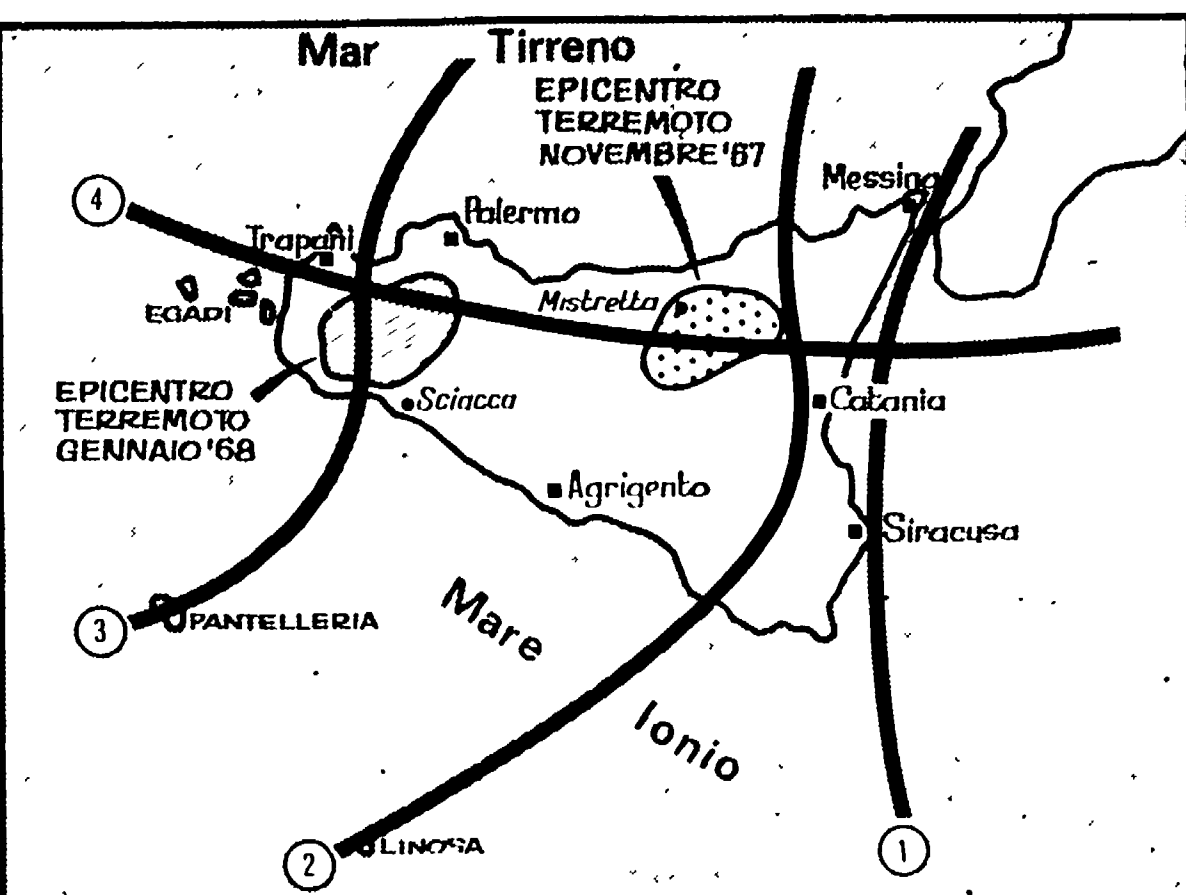 Mar Tirreno
EPICENTRO
TERREMOTO
NOVEMBRE '67
Messina
4
Trapani
Palermo
EGADI
Mistretta
EPICENTRO
TERREMOTO
GENNAIO '68
Sciacca
Catania
Agrigento
Siracusa
Mare
Ionio
3
PANTELLERIA
2
LINOSA
1